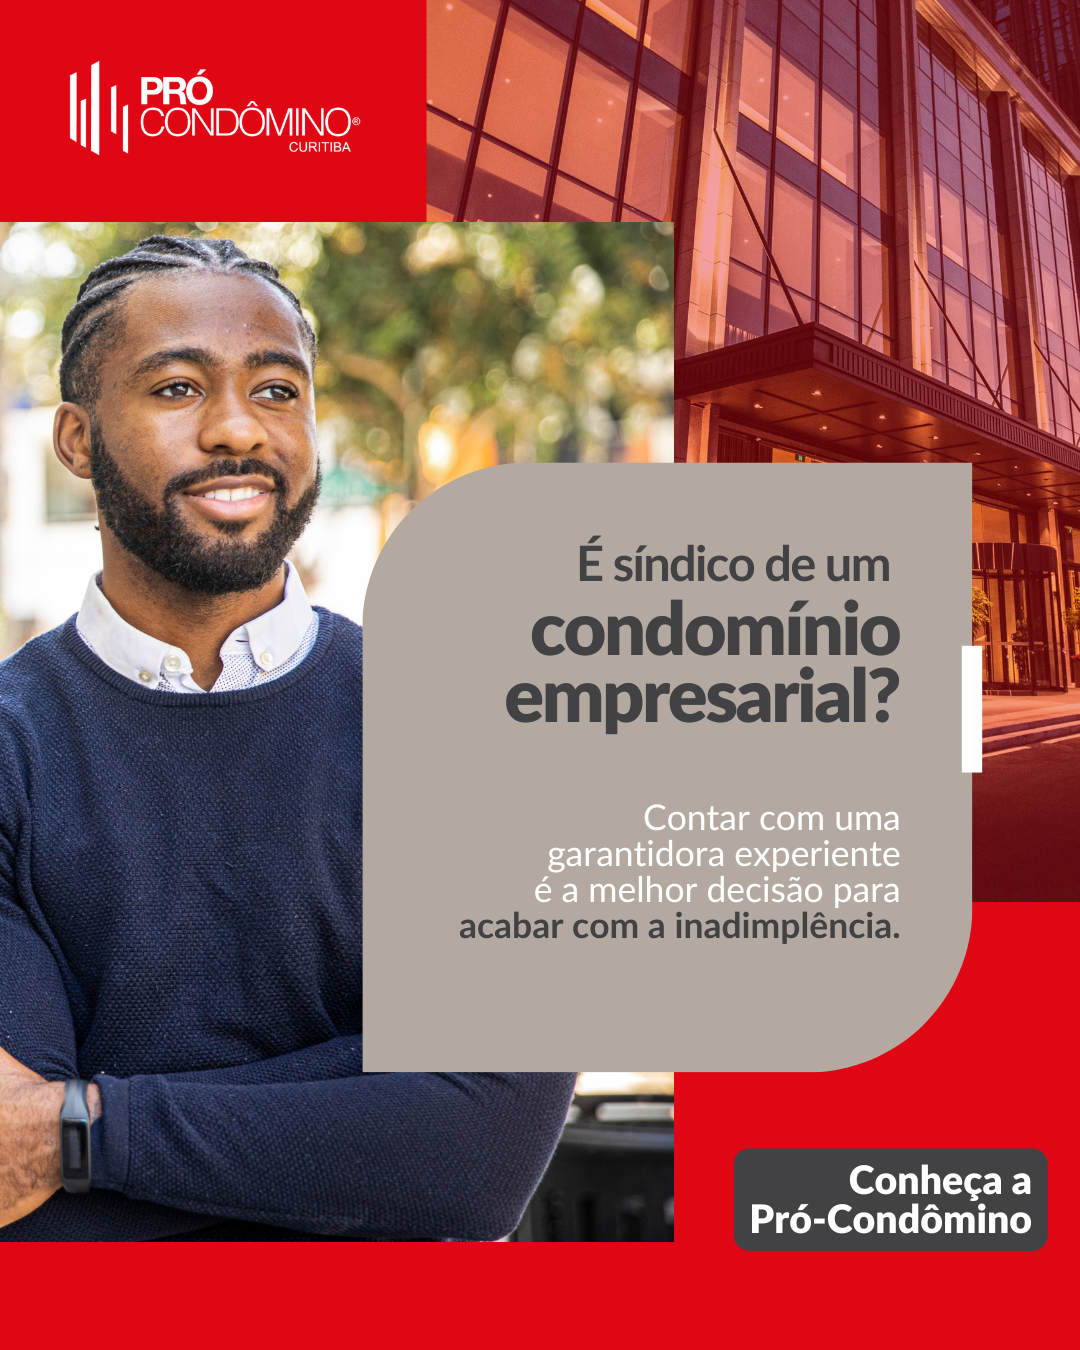 PRÓ
CONDÔMINO®
CURITIBA
É síndico de um
condomínio
empresarial?
Contar com uma
garantidora experiente
é a melhor decisão para
acabar com a inadimplência.
Conheça a
Pró-Condômino